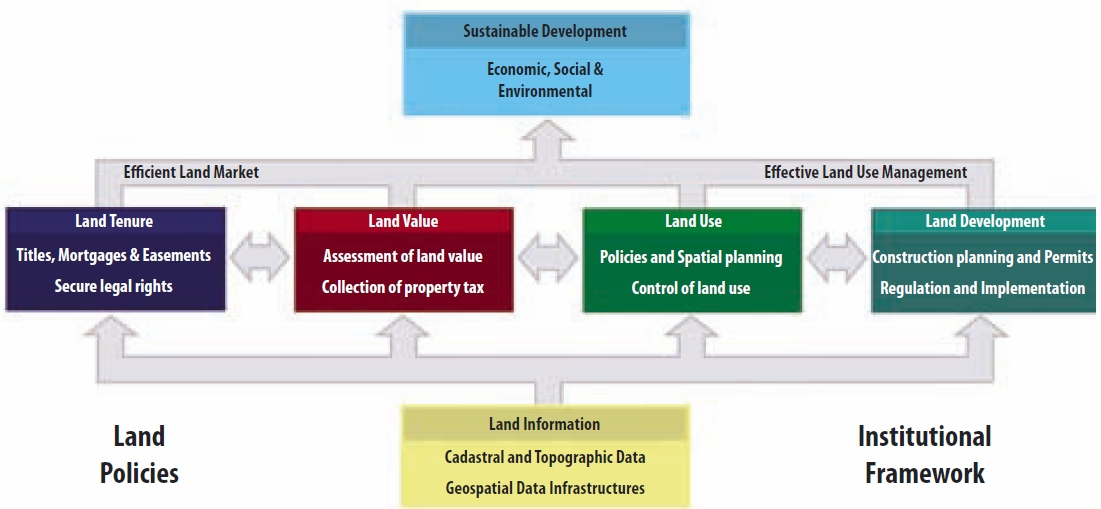 Sustainable Development
Economic, Social &
Environmental
Efficient Land Market
Effective Land Use Management
Land Tenure
Titles, Mortgages & Easements
Secure legal rights
Land Value
Assessment of land value
Collection of property tax
Land Use
Policies and Spatial planning
Control of land use
Land Development
Construction planning and Permits
Regulation and Implementation
Land
Policies
Land Information
Cadastral and Topographic Data
Geospatial Data Infrastructures
Institutional
Framework